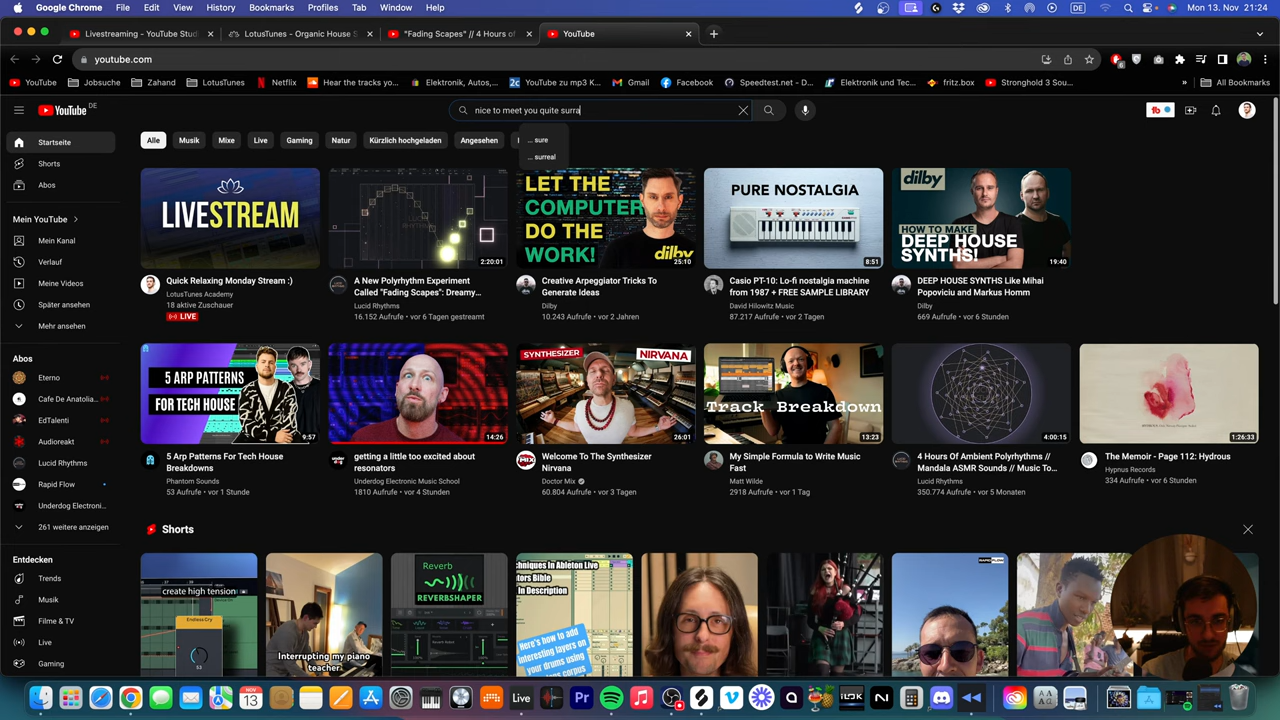 Google Chrome File Edit View History Bookmarks Profiles Tab Window Help DE Mon 13. Nov 21:24
Livestreaming - YouTube Stud
LotusTunes - Organic House S
"Fading Scapes" // 4 Hours of
YouTube
youtube.com
YouTube Jobsuche Zahand LotusTunes Netflix Hear the tracks yo... Elektronik, Autos,... YouTube zu mp3 K... Gmail Facebook Speedtest.net - D... Elektronik und Tec... fritz.box Stronghold 3 Sou... » All Bookmarks
YouTube DE
nice to meet you quite surra
... sure
... surreal
Alle Musik Mixe Live Gaming Natur Kürzlich hochgeladen Angesehen
Startseite
Shorts
Abos
Mein YouTube
Mein Kanal
Verlauf
Meine Videos
Später ansehen
Mehr ansehen
Abos
Eterno
Cafe De Anatolia...
EdTalenti
Audioreakt
Lucid Rhythms
Rapid Flow
Underdog Electroni...
261 weitere anzeigen
Entdecken
Trends
Musik
Filme & TV
Live
Gaming
LIVESTREAM
Quick Relaxing Monday Stream :)
LotusTunes Academy
18 aktive Zuschauer
LIVE
2:20:01
A New Polyrhythm Experiment
Called "Fading Scapes": Dreamy...
Lucid Rhythms
16.152 Aufrufe • vor 6 Tagen gestreamt
LET THE
COMPUTER
DO THE
WORK!
dilby
25:10
Creative Arpeggiator Tricks To
Generate Ideas
Dilby
10.243 Aufrufe • vor 2 Jahren
PURE NOSTALGIA
8:51
Casio PT-10: Lo-fi nostalgia machine
from 1987 + FREE SAMPLE LIBRARY
David Hilowitz Music
87.217 Aufrufe • vor 2 Tagen
dilby
HOW TO MAKE
DEEP HOUSE
SYNTHS!
19:40
DEEP HOUSE SYNTHS Like Mihai
Popoviciu and Markus Homm
Dilby
669 Aufrufe • vor 6 Stunden
5 ARP PATTERNS
FOR TECH HOUSE
9:57
5 Arp Patterns For Tech House
Breakdowns
Phantom Sounds
53 Aufrufe • vor 1 Stunde
14:26
getting a little too excited about
resonators
Underdog Electronic Music School
1810 Aufrufe • vor 4 Stunden
SYNTHESIZER NIRVANA
26:01
Welcome To The Synthesizer
Nirvana
Doctor Mix
60.804 Aufrufe • vor 3 Tagen
Track Breakdown
13:23
My Simple Formula to Write Music
Fast
Matt Wilde
2918 Aufrufe • vor 1 Tag
4:00:15
4 Hours Of Ambient Polyrhythms //
Mandala ASMR Sounds // Music To...
Lucid Rhythms
350.774 Aufrufe • vor 5 Monaten
1:26:33
The Memoir - Page 112: Hydrous
Hypnus Records
334 Aufrufe • vor 6 Stunden
Shorts
create high tension
Endless Cry
Interrupting my piano
teacher
Reverb
REVERBSHAPER
chniques In Ableton Live
tors Bible
In Description
Here's how to add
interesting layers on
your drums using
RAPID FLOW
NOV
13
Live
Pr
iLOK